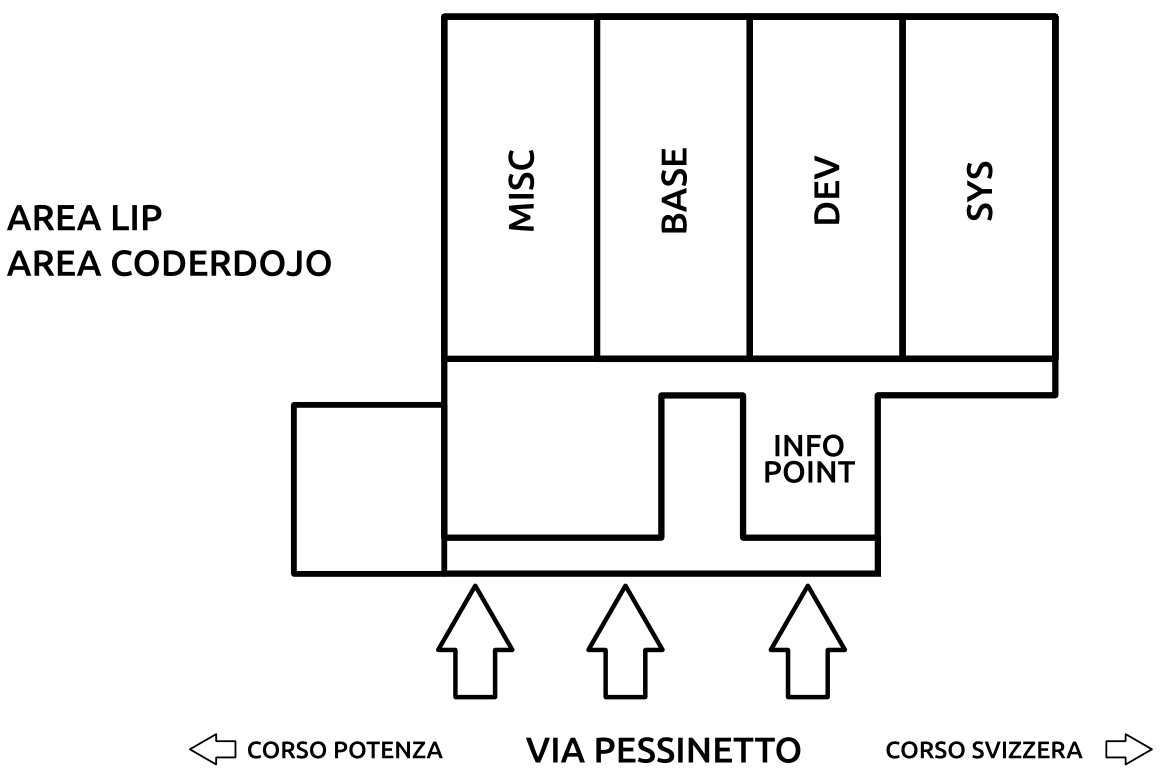 MISC
BASE
DEV
SYS
AREA LIP
AREA CODERDOJO
INFO
POINT
CORSO POTENZA
VIA PESSINETTO
CORSO SVIZZERA